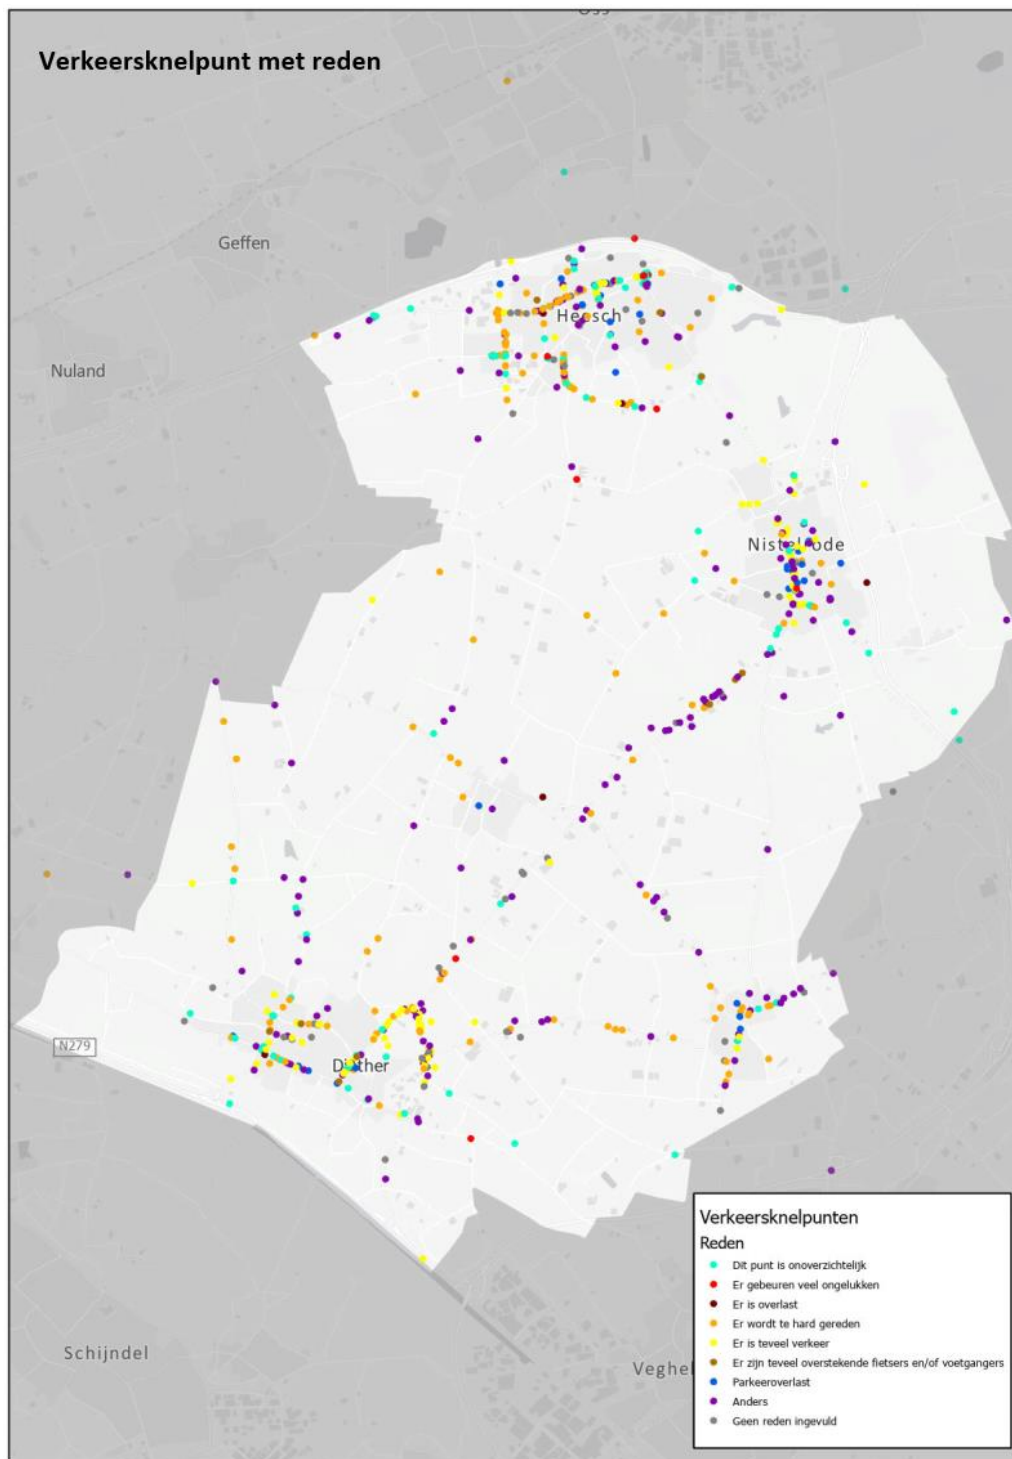 Oss
Verkeersknelpunt met reden
Geffen
Heesch
Nuland
Nistelrode
N279
Dinther
Schijndel
Veghel
Verkeersknelpunten
Reden
Dit punt is onoverzichtelijk
Er gebeuren veel ongelukken
Er is overlast
Er wordt te hard gereden
Er is teveel verkeer
Er zijn teveel overstekende fietsers en/of voetgangers
Parkeeroverlast
Anders
Geen reden ingevuld